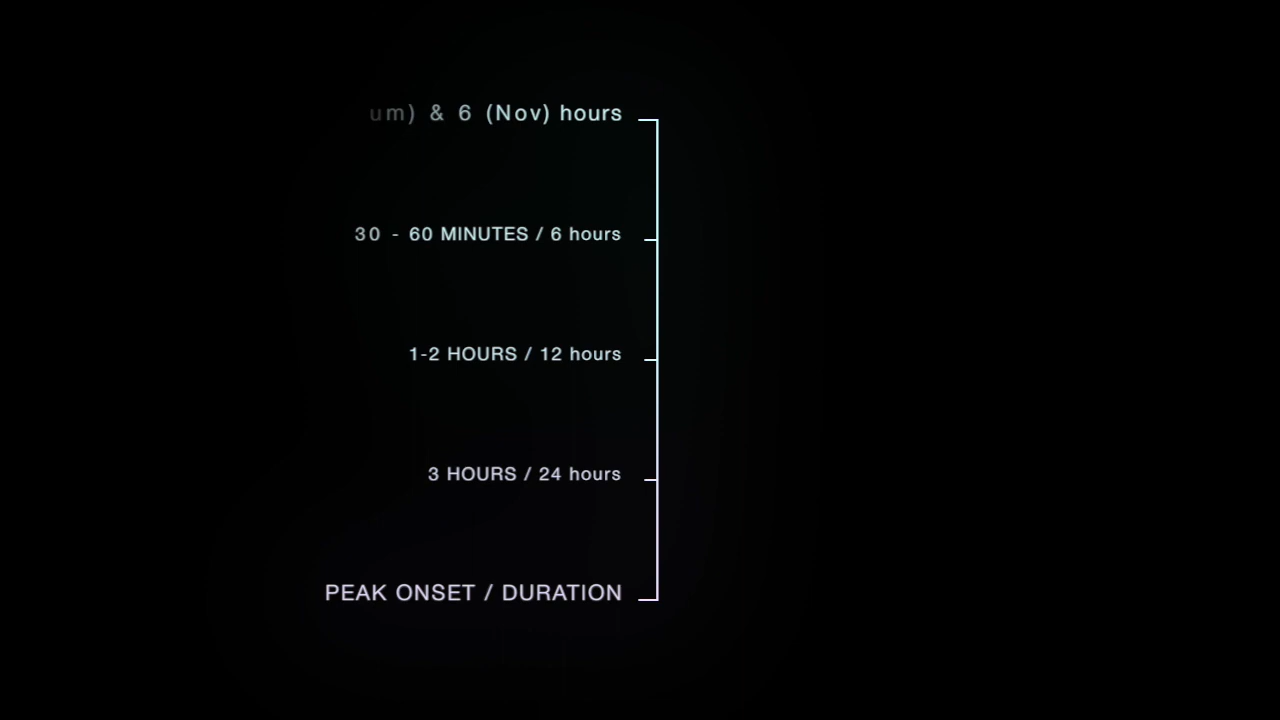 um) & 6 (Nov) hours
30 - 60 MINUTES / 6 hours
1-2 HOURS / 12 hours
3 HOURS / 24 hours
PEAK ONSET / DURATION